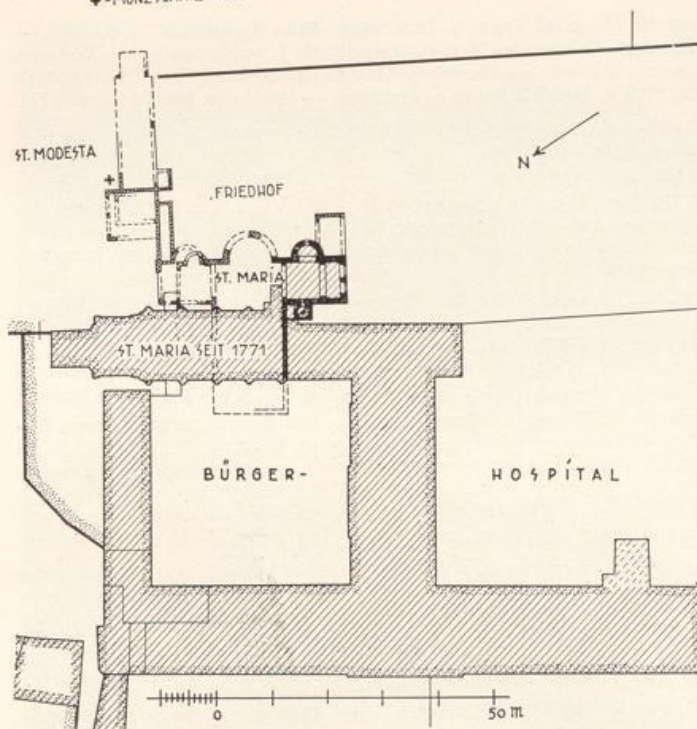 ST. MODESTA
N
FRIEDHOF
ST. MARIA
ST. MARIA SEIT 1771
BÜRGER-
HOSPITAL
0
50 m